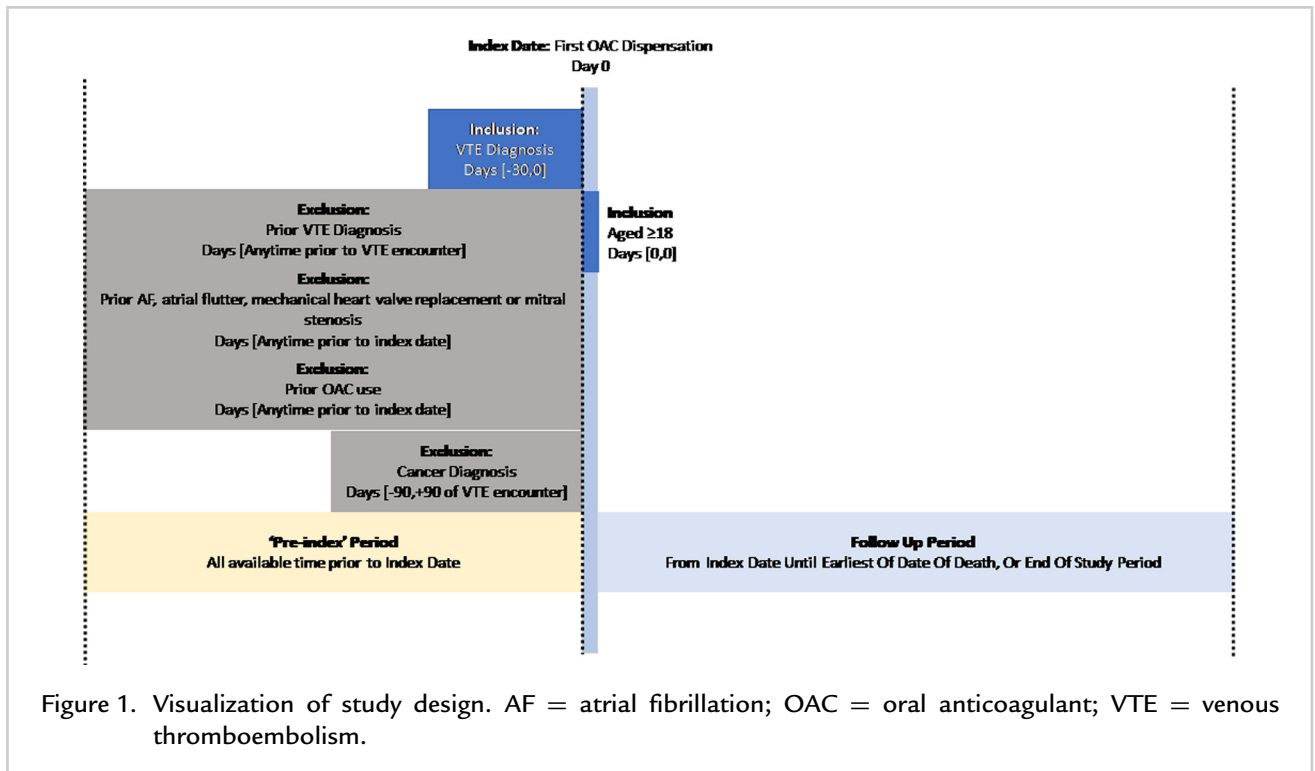 Index Date: First OAC Dispensation
Day 0
Inclusion:
VTE Diagnosis
Days [-30,0]
Exclusion:
Prior VTE Diagnosis
Days [Anytime prior to VTE encounter]
Inclusion
Aged ≥18
Days [0,0]
Exclusion:
Prior AF, atrial flutter, mechanical heart valve replacement or mitral
stenosis
Days [Anytime prior to index date]
Exclusion:
Prior OAC use
Days [Anytime prior to index date]
Exclusion:
Cancer Diagnosis
Days [-90,+90 of VTE encounter]
'Pre-index' Period
All available time prior to Index Date
Follow Up Period
From Index Date Until Earliest Of Date Of Death, Or End Of Study Period
Figure 1. Visualization of study design. AF = atrial fibrillation; OAC = oral anticoagulant; VTE = venous
thromboembolism.